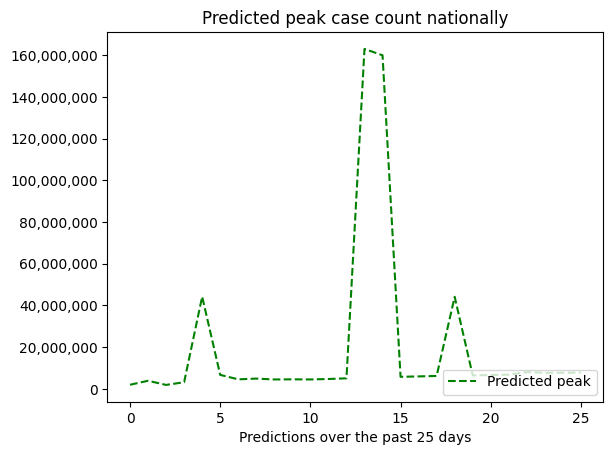 Predicted peak case count nationally
160,000,000
140,000,000
120,000,000
100,000,000
80,000,000
60,000,000
40,000,000
20,000,000
0
Predicted peak
0 5 10 15 20 25
Predictions over the past 25 days